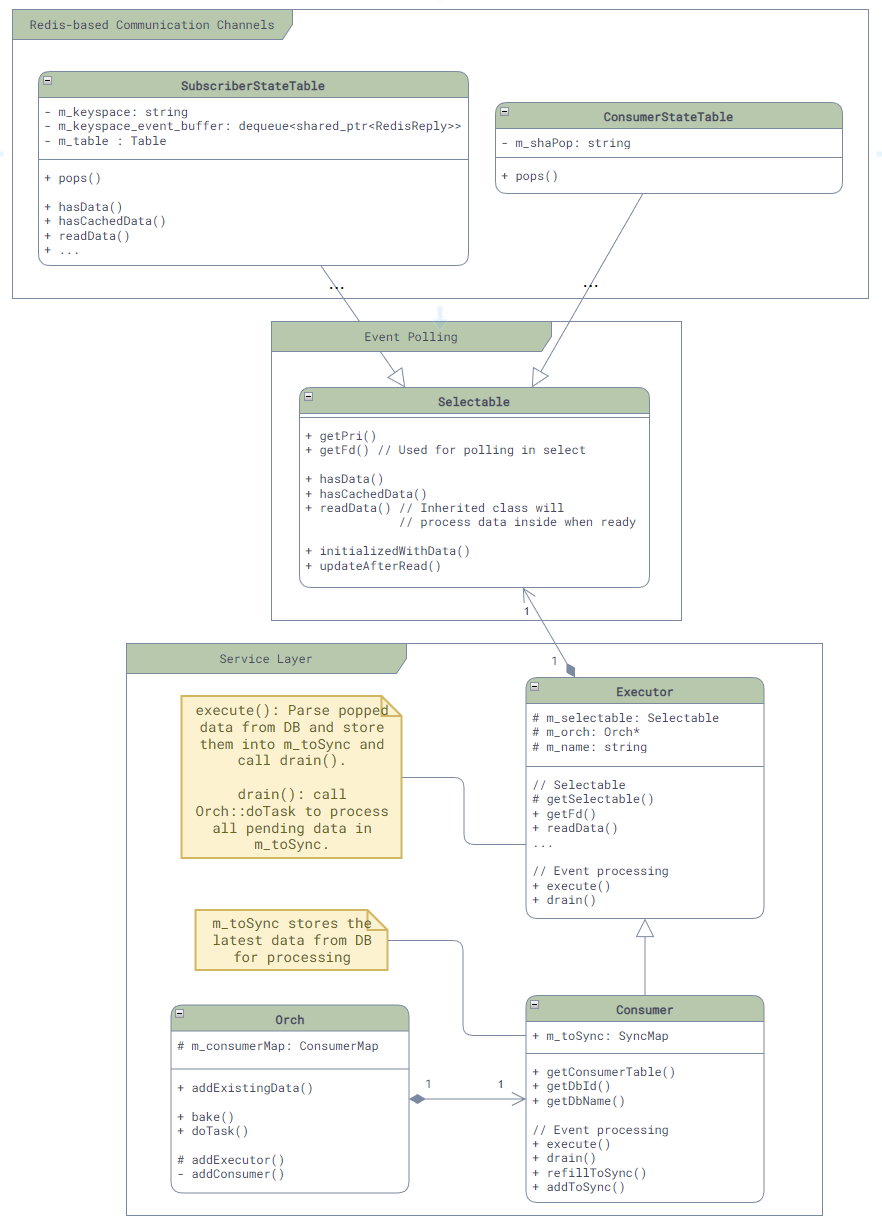 Redis-based Communication Channels
SubscriberStateTable
- m_keyspace: string
- m_keyspace_event_buffer: dequeue<shared_ptr<RedisReply>>
- m_table : Table
+ pops()
+ hasData()
+ hasCachedData()
+ readData()
+ ...
ConsumerStateTable
- m_shaPop: string
+ pops()
...
...
Event Polling
Selectable
+ getPri()
+ getFd() // Used for polling in select
+ hasData()
+ hasCachedData()
+ readData() // Inherited class will
// process data inside when ready
+ initializedWithData()
+ updateAfterRead()
1
1
Service Layer
execute(): Parse popped
data from DB and store
them into m_toSync and
call drain().
drain(): call
Orch::doTask to process
all pending data in
m_toSync.
Executor
# m_selectable: Selectable
# m_orch: Orch*
# m_name: string
// Selectable
# getSelectable()
+ getFd()
+ readData()
...
// Event processing
+ execute()
+ drain()
m_toSync stores the
latest data from DB
for processing
Orch
# m_consumerMap: ConsumerMap
+ addExistingData()
+ bake()
+ doTask()
# addExecutor()
- addConsumer()
1
1
Consumer
+ m_toSync: SyncMap
+ getConsumerTable()
+ getDbId()
+ getDbName()
// Event processing
+ execute()
+ drain()
+ refillToSync()
+ addToSync()